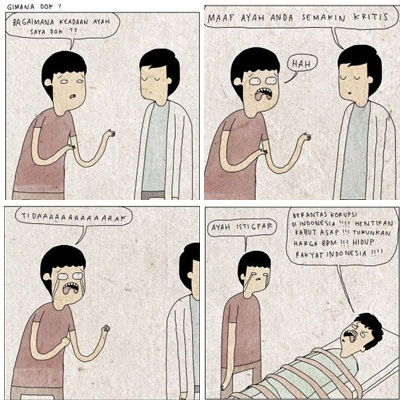 GIMANA DOK ?
BAGAIMANA KEADAAN AYAH
SAYA DOK ??
MAAF AYAH ANDA SEMAKIN KRITIS
HAH
TIDAAAAAAAAAAAAAK
AYAH ISTIGFAR
BERANTAS KORUPSI
DI INDONESIA !!!! HENTIKAN
KABUT ASAP !!! TURUNKAN
HARGA BBM !!! HIDUP
RAKYAT INDONESIA !!!!